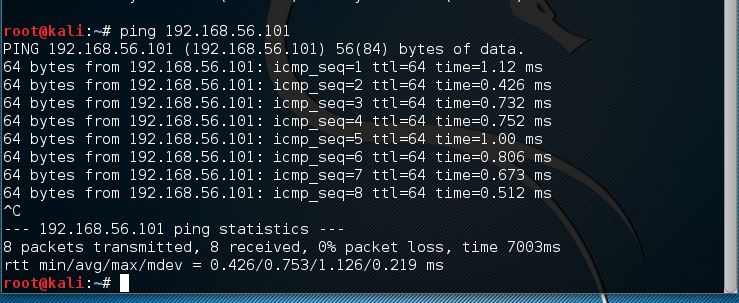 root@kali:~# ping 192.168.56.101
PING 192.168.56.101 (192.168.56.101) 56(84) bytes of data.
64 bytes from 192.168.56.101: icmp_seq=1 ttl=64 time=1.12 ms
64 bytes from 192.168.56.101: icmp_seq=2 ttl=64 time=0.426 ms
64 bytes from 192.168.56.101: icmp_seq=3 ttl=64 time=0.732 ms
64 bytes from 192.168.56.101: icmp_seq=4 ttl=64 time=0.752 ms
64 bytes from 192.168.56.101: icmp_seq=5 ttl=64 time=1.00 ms
64 bytes from 192.168.56.101: icmp_seq=6 ttl=64 time=0.806 ms
64 bytes from 192.168.56.101: icmp_seq=7 ttl=64 time=0.673 ms
64 bytes from 192.168.56.101: icmp_seq=8 ttl=64 time=0.512 ms
^C
--- 192.168.56.101 ping statistics ---
8 packets transmitted, 8 received, 0% packet loss, time 7003ms
rtt min/avg/max/mdev = 0.426/0.753/1.126/0.219 ms
root@kali:~#